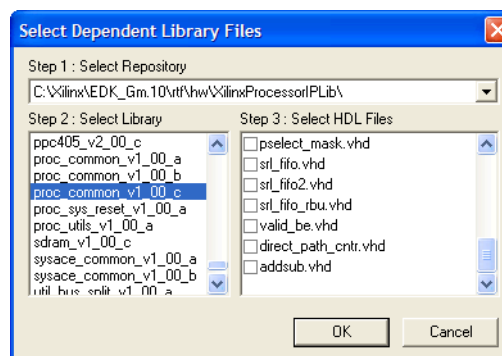 Select Dependent Library Files
Step 1 : Select Repository
C:\Xilinx\EDK_Gm.10\rtf\hw\XilinxProcessorIPLib\
Step 2 : Select Library
Step 3 : Select HDL Files
ppc405_v2_00_c
proc_common_v1_00_a
proc_common_v1_00_b
proc_common_v1_00_c
proc_sys_reset_v1_00_a
proc_utils_v1_00_a
sdram_v1_00_c
sysace_common_v1_00_a
sysace_common_v1_00_b
util_bus_split_v1_00_a
pselect_mask.vhd
srl_fifo.vhd
srl_fifo2.vhd
srl_fifo_rbu.vhd
valid_be.vhd
direct_path_cntr.vhd
addsub.vhd
OK
Cancel